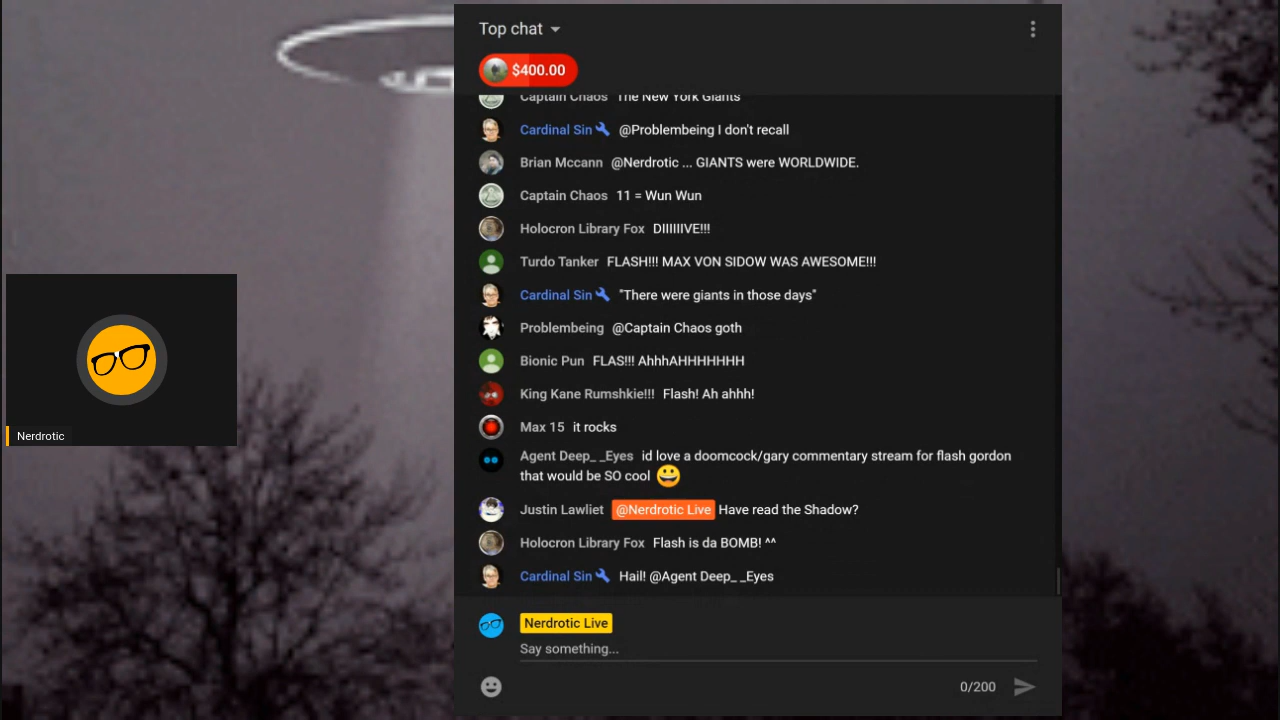 Top chat
$400.00
Captain Chaos The New York Giants
Cardinal Sin @Problembeing I don't recall
Brian Mccann @Nerdrotic ... GIANTS were WORLDWIDE.
Captain Chaos 11 = Wun Wun
Holocron Library Fox DIIIIIVE!!!
Turdo Tanker FLASH!!! MAX VON SIDOW WAS AWESOME!!!
Cardinal Sin "There were giants in those days"
Problembeing @Captain Chaos goth
Bionic Pun FLAS!!! AhhhAHHHHHHH
King Kane Rumshkie!!! Flash! Ah ahhh!
Max 15 it rocks
Agent Deep_ _Eyes id love a doomcock/gary commentary stream for flash gordon
that would be SO cool 😀
Justin Lawliet @Nerdrotic Live Have read the Shadow?
Holocron Library Fox Flash is da BOMB! ^^
Cardinal Sin Hail! @Agent Deep_ _Eyes
Nerdrotic Live
Say something...
0/200
Nerdrotic